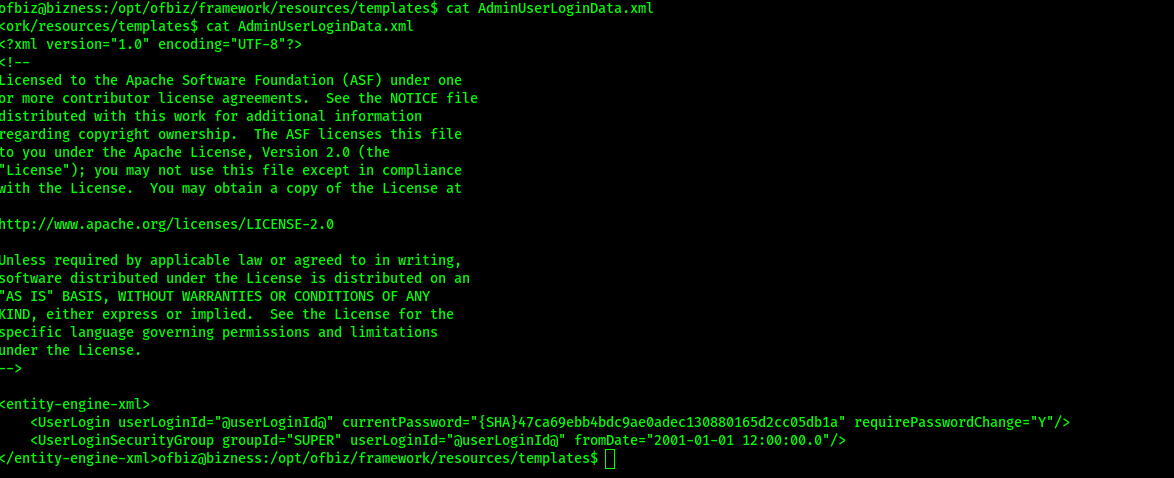 ofbiz@bizness:/opt/ofbiz/framework/resources/templates$ cat AdminUserLoginData.xml
<ork/resources/templates$ cat AdminUserLoginData.xml
<?xml version="1.0" encoding="UTF-8"?>
<!--
Licensed to the Apache Software Foundation (ASF) under one
or more contributor license agreements.  See the NOTICE file
distributed with this work for additional information
regarding copyright ownership.  The ASF licenses this file
to you under the Apache License, Version 2.0 (the
"License"); you may not use this file except in compliance
with the License.  You may obtain a copy of the License at

http://www.apache.org/licenses/LICENSE-2.0

Unless required by applicable law or agreed to in writing,
software distributed under the License is distributed on an
"AS IS" BASIS, WITHOUT WARRANTIES OR CONDITIONS OF ANY
KIND, either express or implied.  See the License for the
specific language governing permissions and limitations
under the License.
-->

<entity-engine-xml>
    <UserLogin userLoginId="@userLoginId@" currentPassword="{SHA}47ca69ebb4bdc9ae0adec130880165d2cc05db1a" requirePasswordChange="Y"/>
    <UserLoginSecurityGroup groupId="SUPER" userLoginId="@userLoginId@" fromDate="2001-01-01 12:00:00.0"/>
</entity-engine-xml>ofbiz@bizness:/opt/ofbiz/framework/resources/templates$